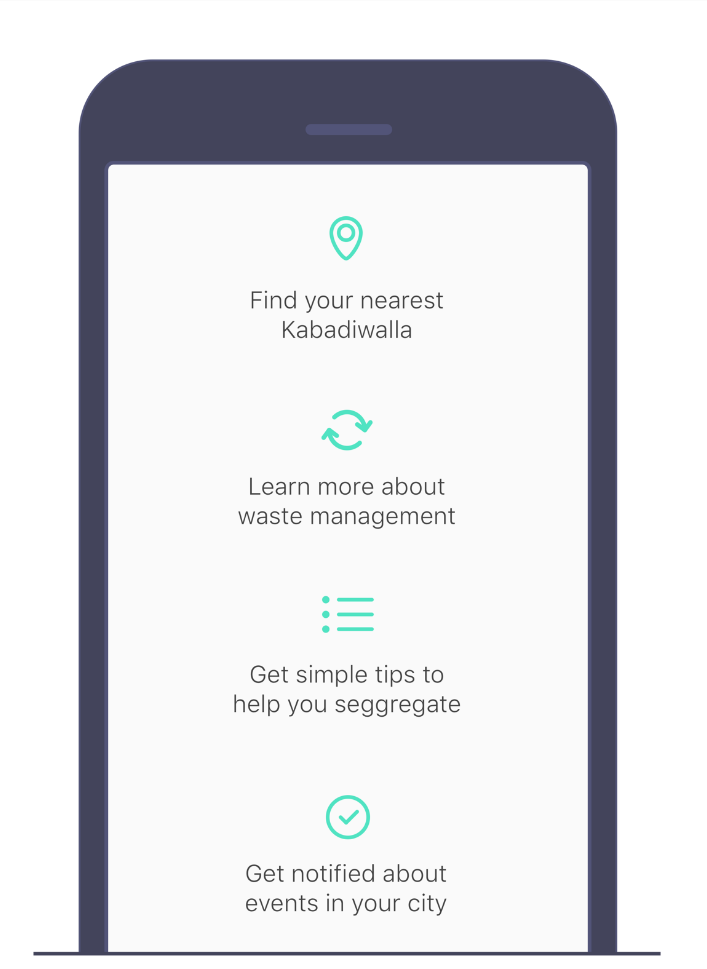 Find your nearest
Kabadiwalla
Learn more about
waste management
Get simple tips to
help you seggregate
Get notified about
events in your city